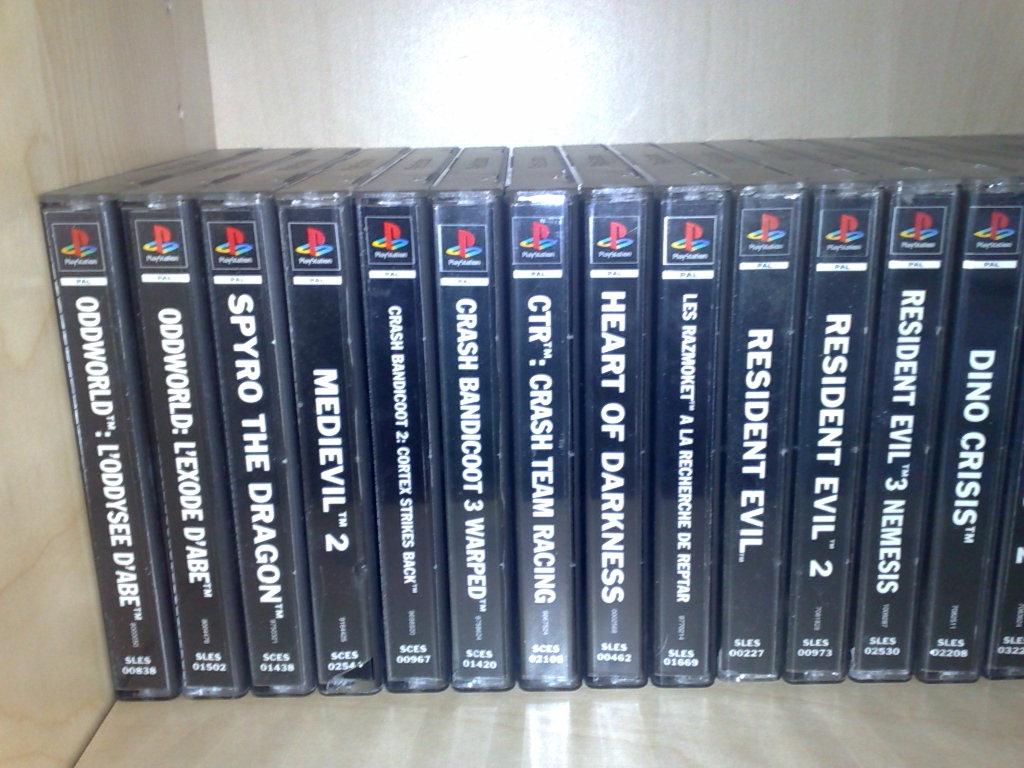 PlayStation
PAL
ODDWORLD™: L'ODDYSEE D'ABE™
SLES
00838
PlayStation
PAL
ODDWORLD: L'EXODE D'ABE™
SLES
01502
PlayStation
PAL
SPYRO THE DRAGON™
SCES
01438
PlayStation
PAL
MEDIEVIL™ 2
SCES
PlayStation
PAL
CRASH BANDICOOT 2: CORTEX STRIKES BACK™
SCES
00967
PlayStation
PAL
CRASH BANDICOOT 3 WARPED™
SCES
01420
PlayStation
PAL
CTR™: CRASH TEAM RACING
SCES
PlayStation
PAL
HEART OF DARKNESS
SLES
00462
PlayStation
PAL
LES RAZMOKET™ A LA RECHERCHE DE REPTAR
SLES
01669
PlayStation
PAL
RESIDENT EVIL™
SLES
00227
PlayStation
PAL
RESIDENT EVIL™ 2
SLES
00973
PlayStation
PAL
RESIDENT EVIL™ 3 NEMESIS
SLES
02530
PlayStation
PAL
DINO CRISIS™
SLES
02208
SLES